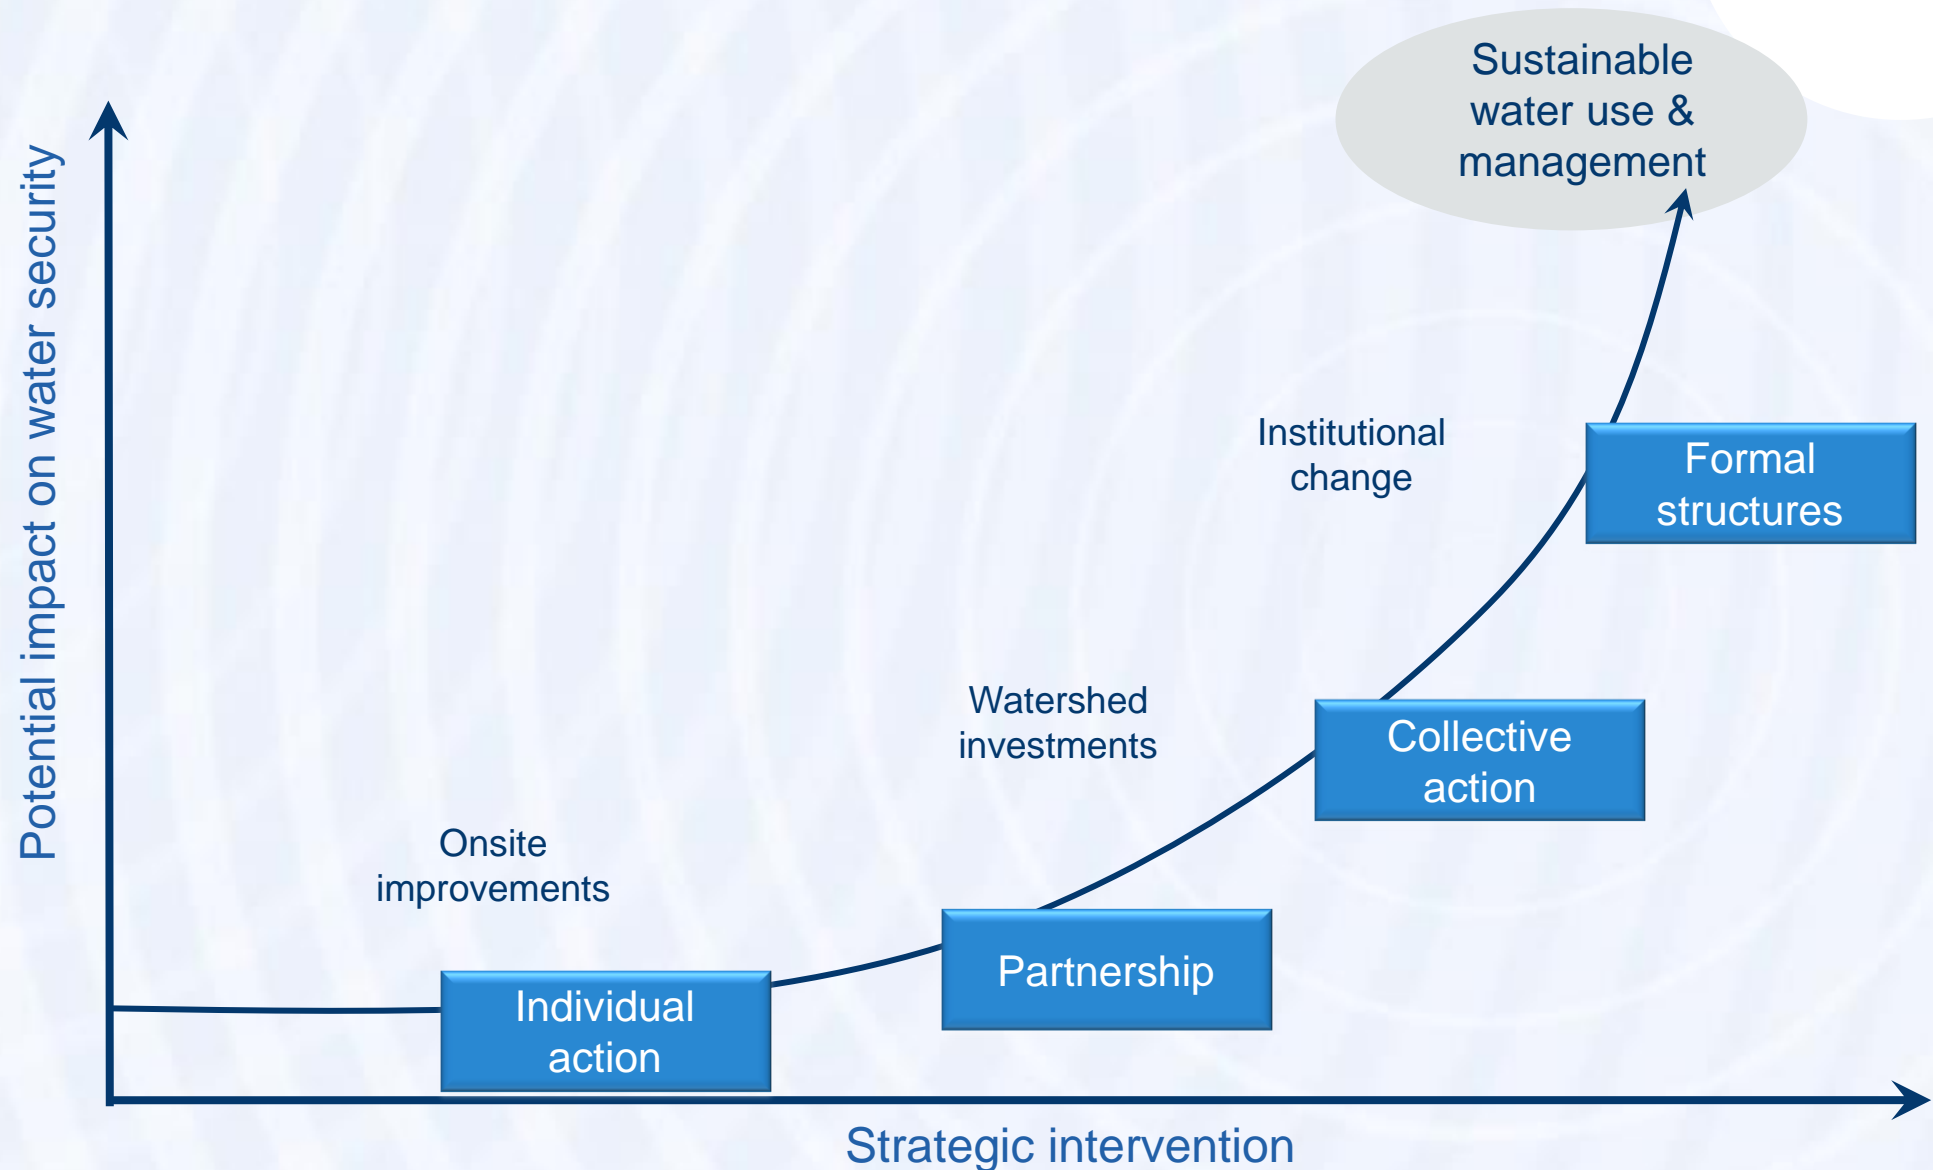 Sustainable
water use &
management
Potential impact on water security
Institutional
change
Formal
structures
Watershed
investments
Collective
action
Onsite
improvements
Partnership
Individual
action
Strategic intervention